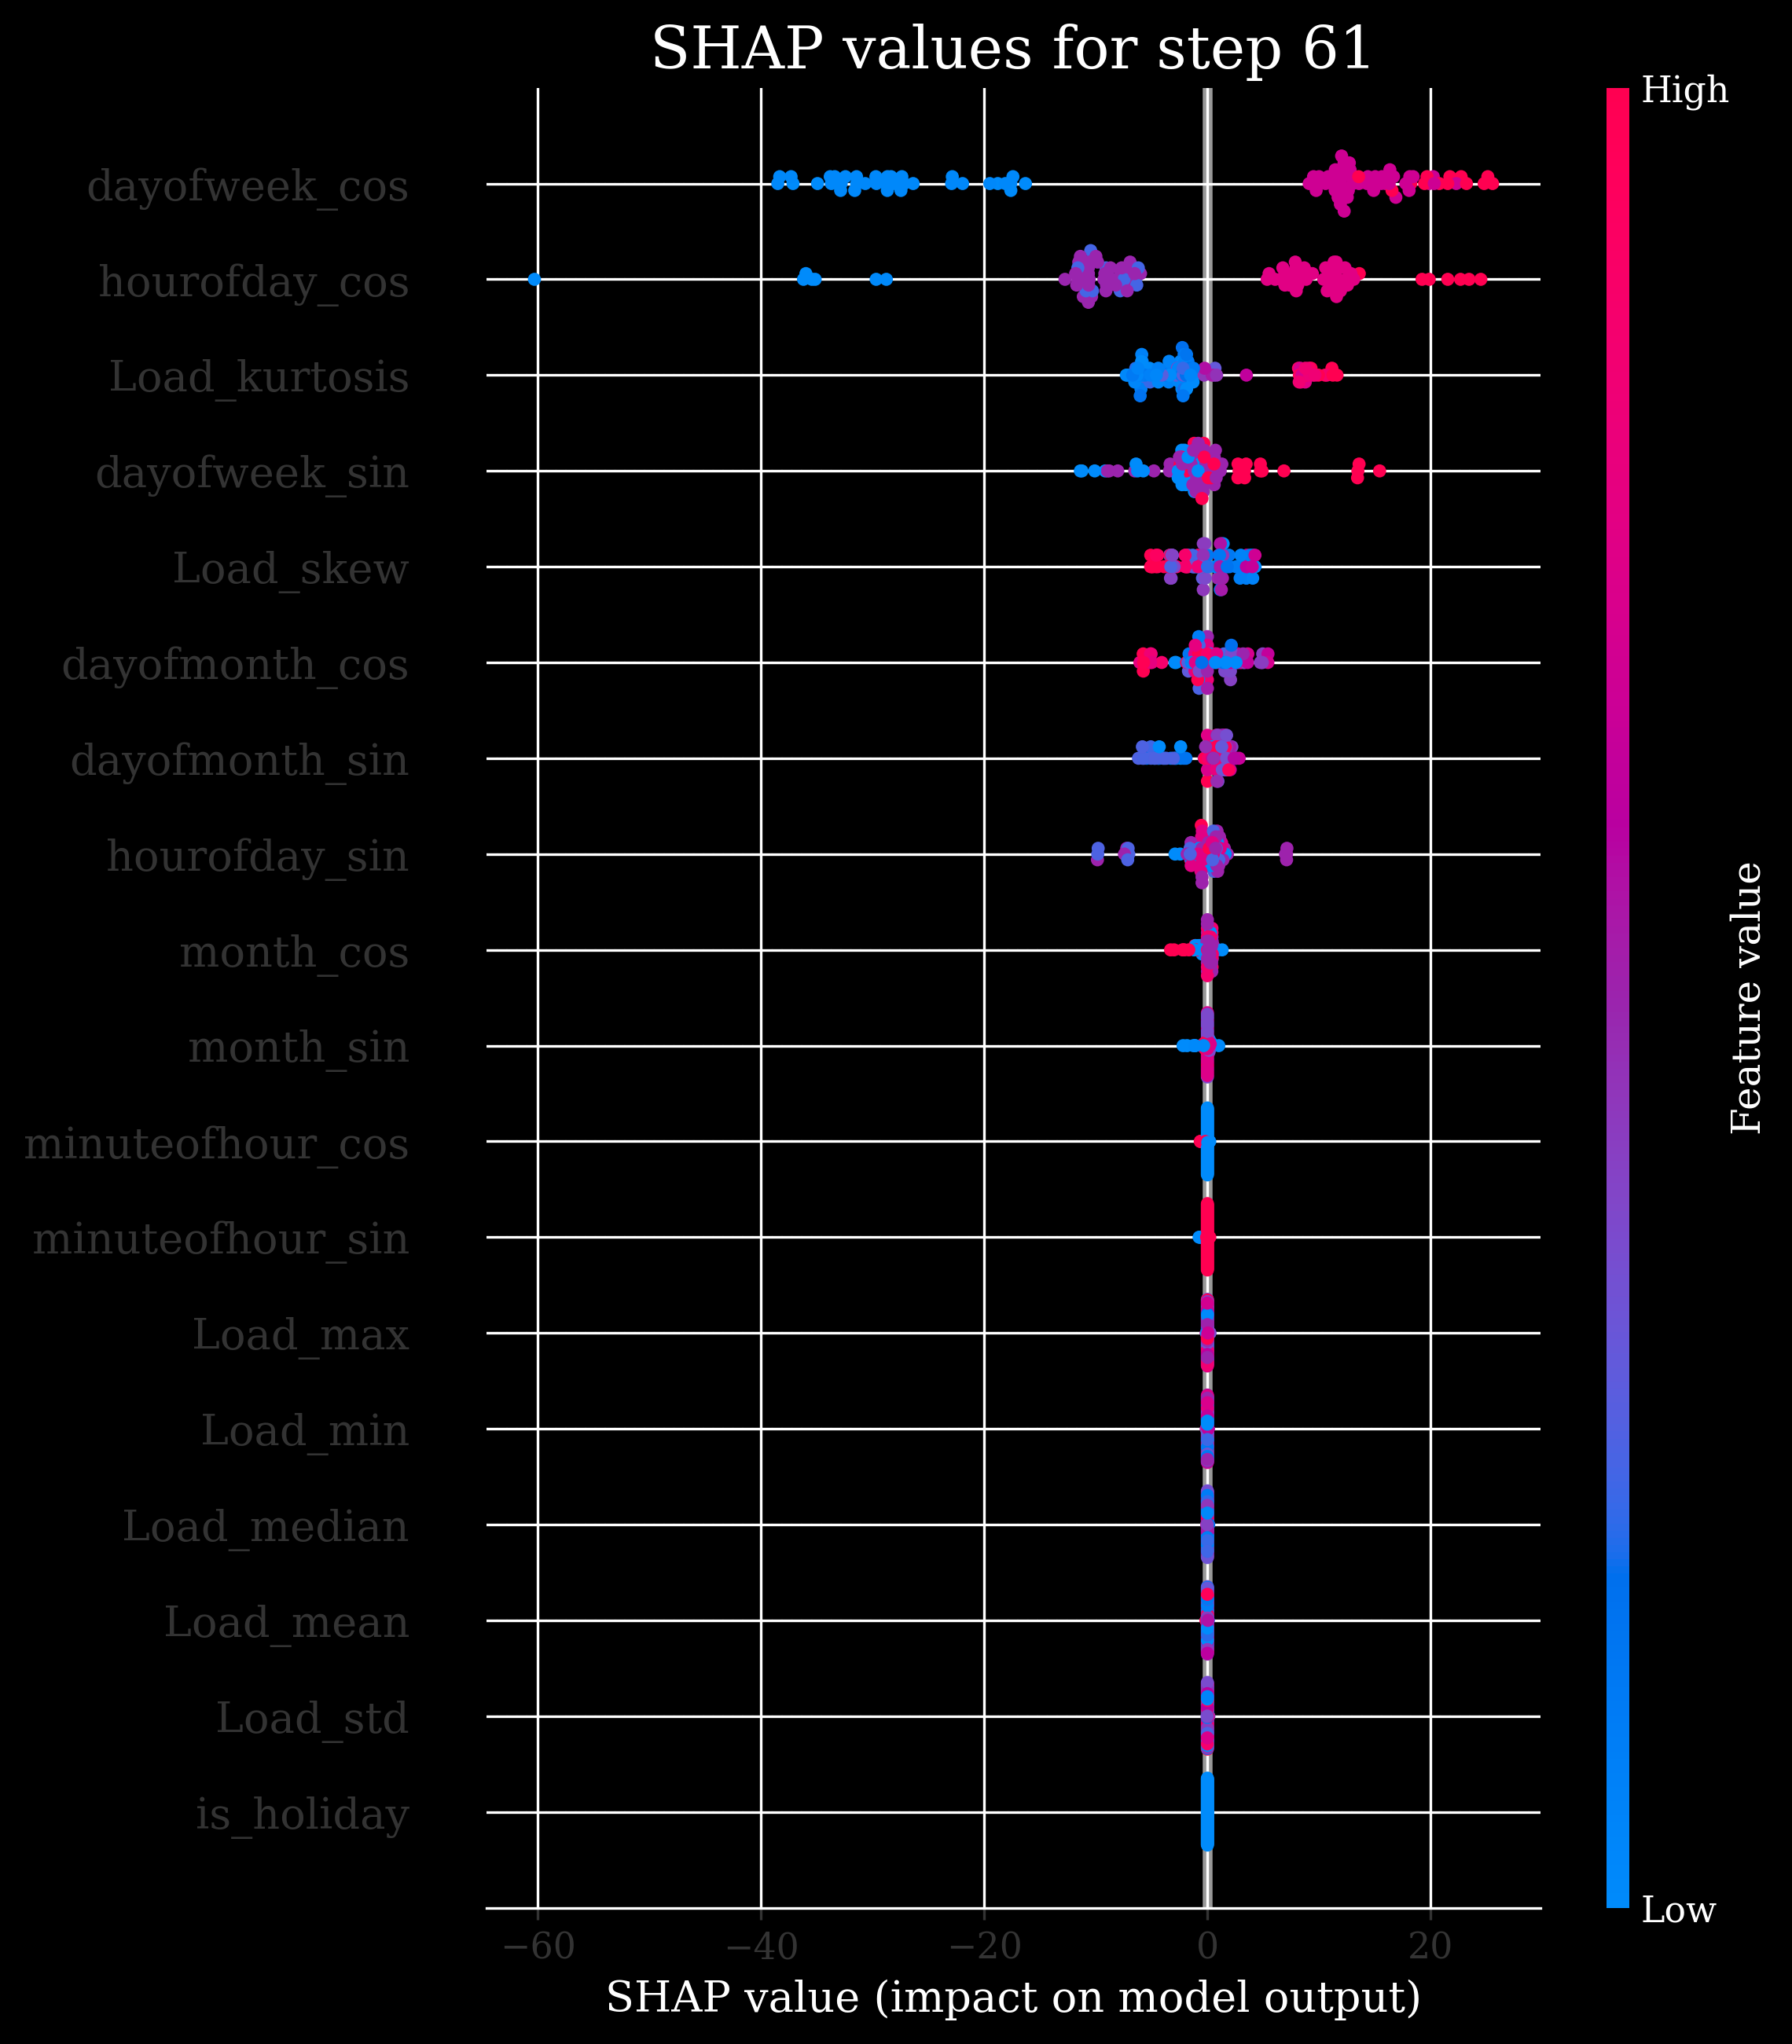 SHAP values for step 61
High
dayofweek_cos
hourofday_cos
Load_kurtosis
dayofweek_sin
Load_skew
dayofmonth_cos
dayofmonth_sin
hourofday_sin
month_cos
month_sin
minuteofhour_cos
minuteofhour_sin
Load_max
Load_min
Load_median
Load_mean
Load_std
is_holiday
Feature value
Low
−60 −40 −20 0 20
SHAP value (impact on model output)